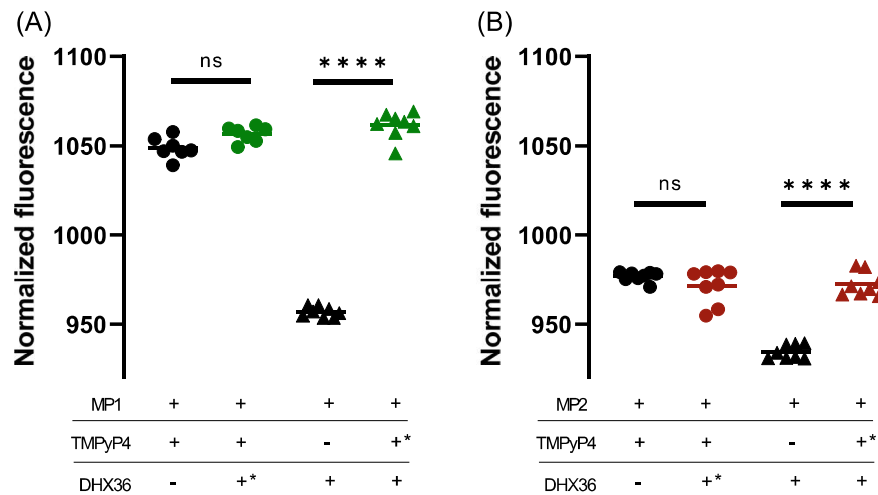 (A)
Normalized fluorescence
1100
1050
1000
950
ns
****
MP1 + + + +
TMPyP4 + + - +*
DHX36 - +* + +
(B)
Normalized fluorescence
1100
1050
1000
950
ns
****
MP2 + + + +
TMPyP4 + + - +*
DHX36 - +* + +